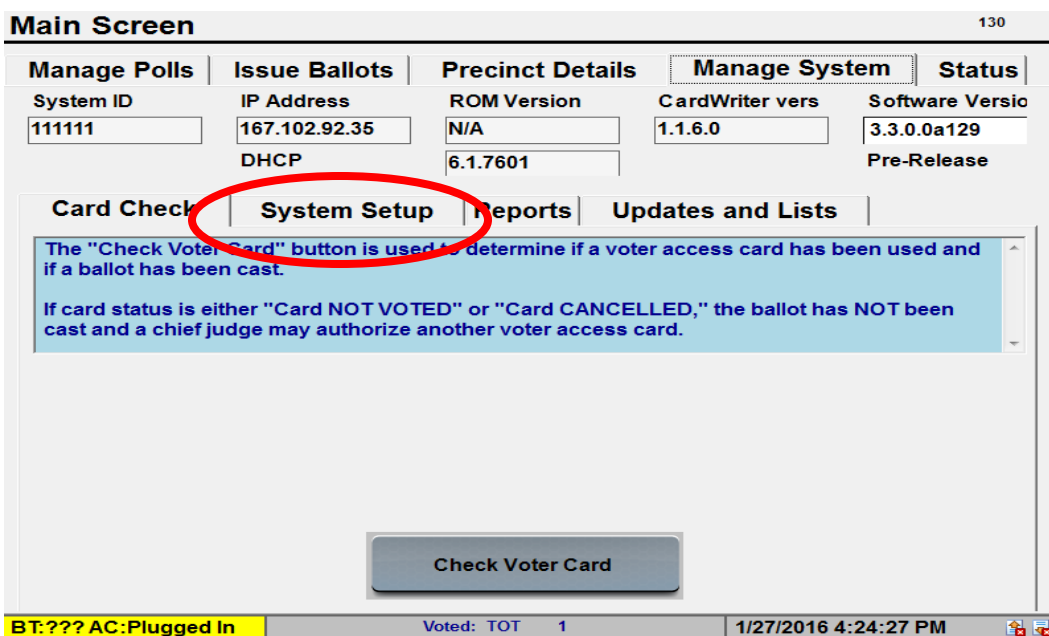 Main Screen 130
Manage Polls Issue Ballots Precinct Details Manage System Status
System ID IP Address ROM Version CardWriter vers Software Versio
111111 167.102.92.35 N/A 1.1.6.0 3.3.0.0a129
DHCP 6.1.7601 Pre-Release
Card Check System Setup Reports Updates and Lists
The "Check Voter Card" button is used to determine if a voter access card has been used and
if a ballot has been cast.
If card status is either "Card NOT VOTED" or "Card CANCELLED," the ballot has NOT been
cast and a chief judge may authorize another voter access card.
Check Voter Card
BT:??? AC:Plugged In Voted: TOT 1 1/27/2016 4:24:27 PM